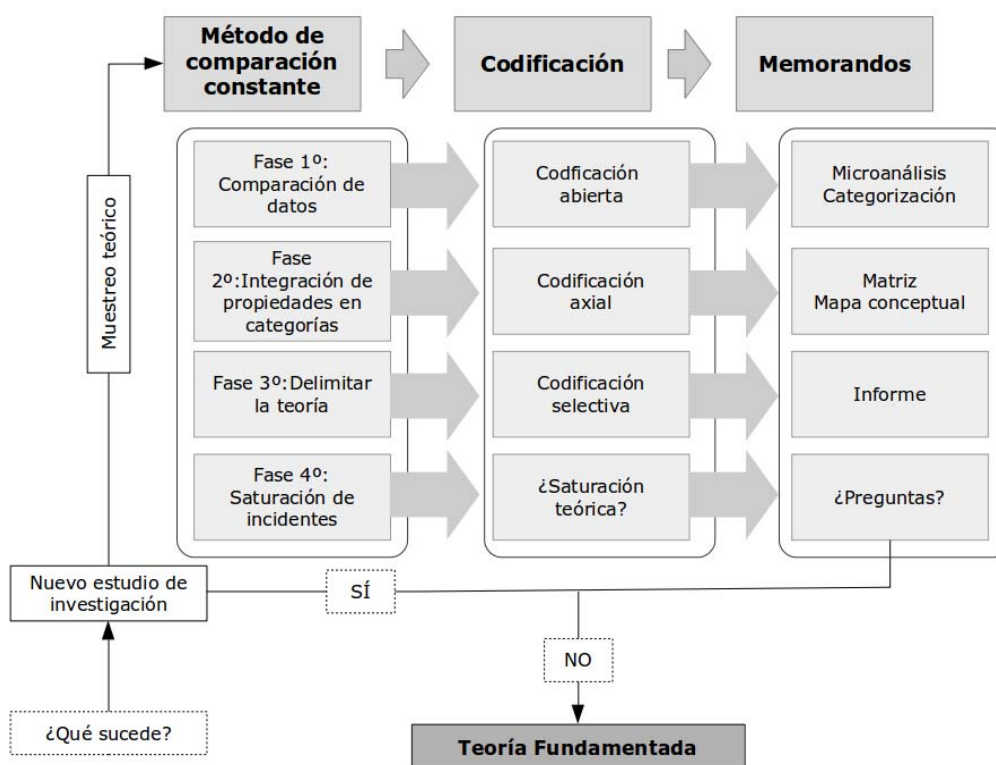 Método de
comparación
constante
Codificación
Memorandos
Muestreo teórico
Fase 1º:
Comparación de
datos
Codficación
abierta
Microanálisis
Categorización
Fase
2º:Integración de
propiedades en
categorías
Codificación
axial
Matriz
Mapa conceptual
Fase 3º:Delimitar
la teoría
Codificación
selectiva
Informe
Fase 4º:
Saturación de
incidentes
¿Saturación
teórica?
¿Preguntas?
Nuevo estudio de
investigación
SÍ
NO
¿Qué sucede?
Teoría Fundamentada